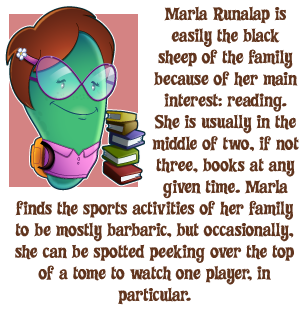 Marla Runalap is
easily the black
sheep of the family
because of her main
interest: reading.
She is usually in the
middle of two, if not
three, books at any
given time. Marla
finds the sports activities of her family
to be mostly barbaric, but occasionally,
she can be spotted peeking over the top
of a tome to watch one player, in
particular.